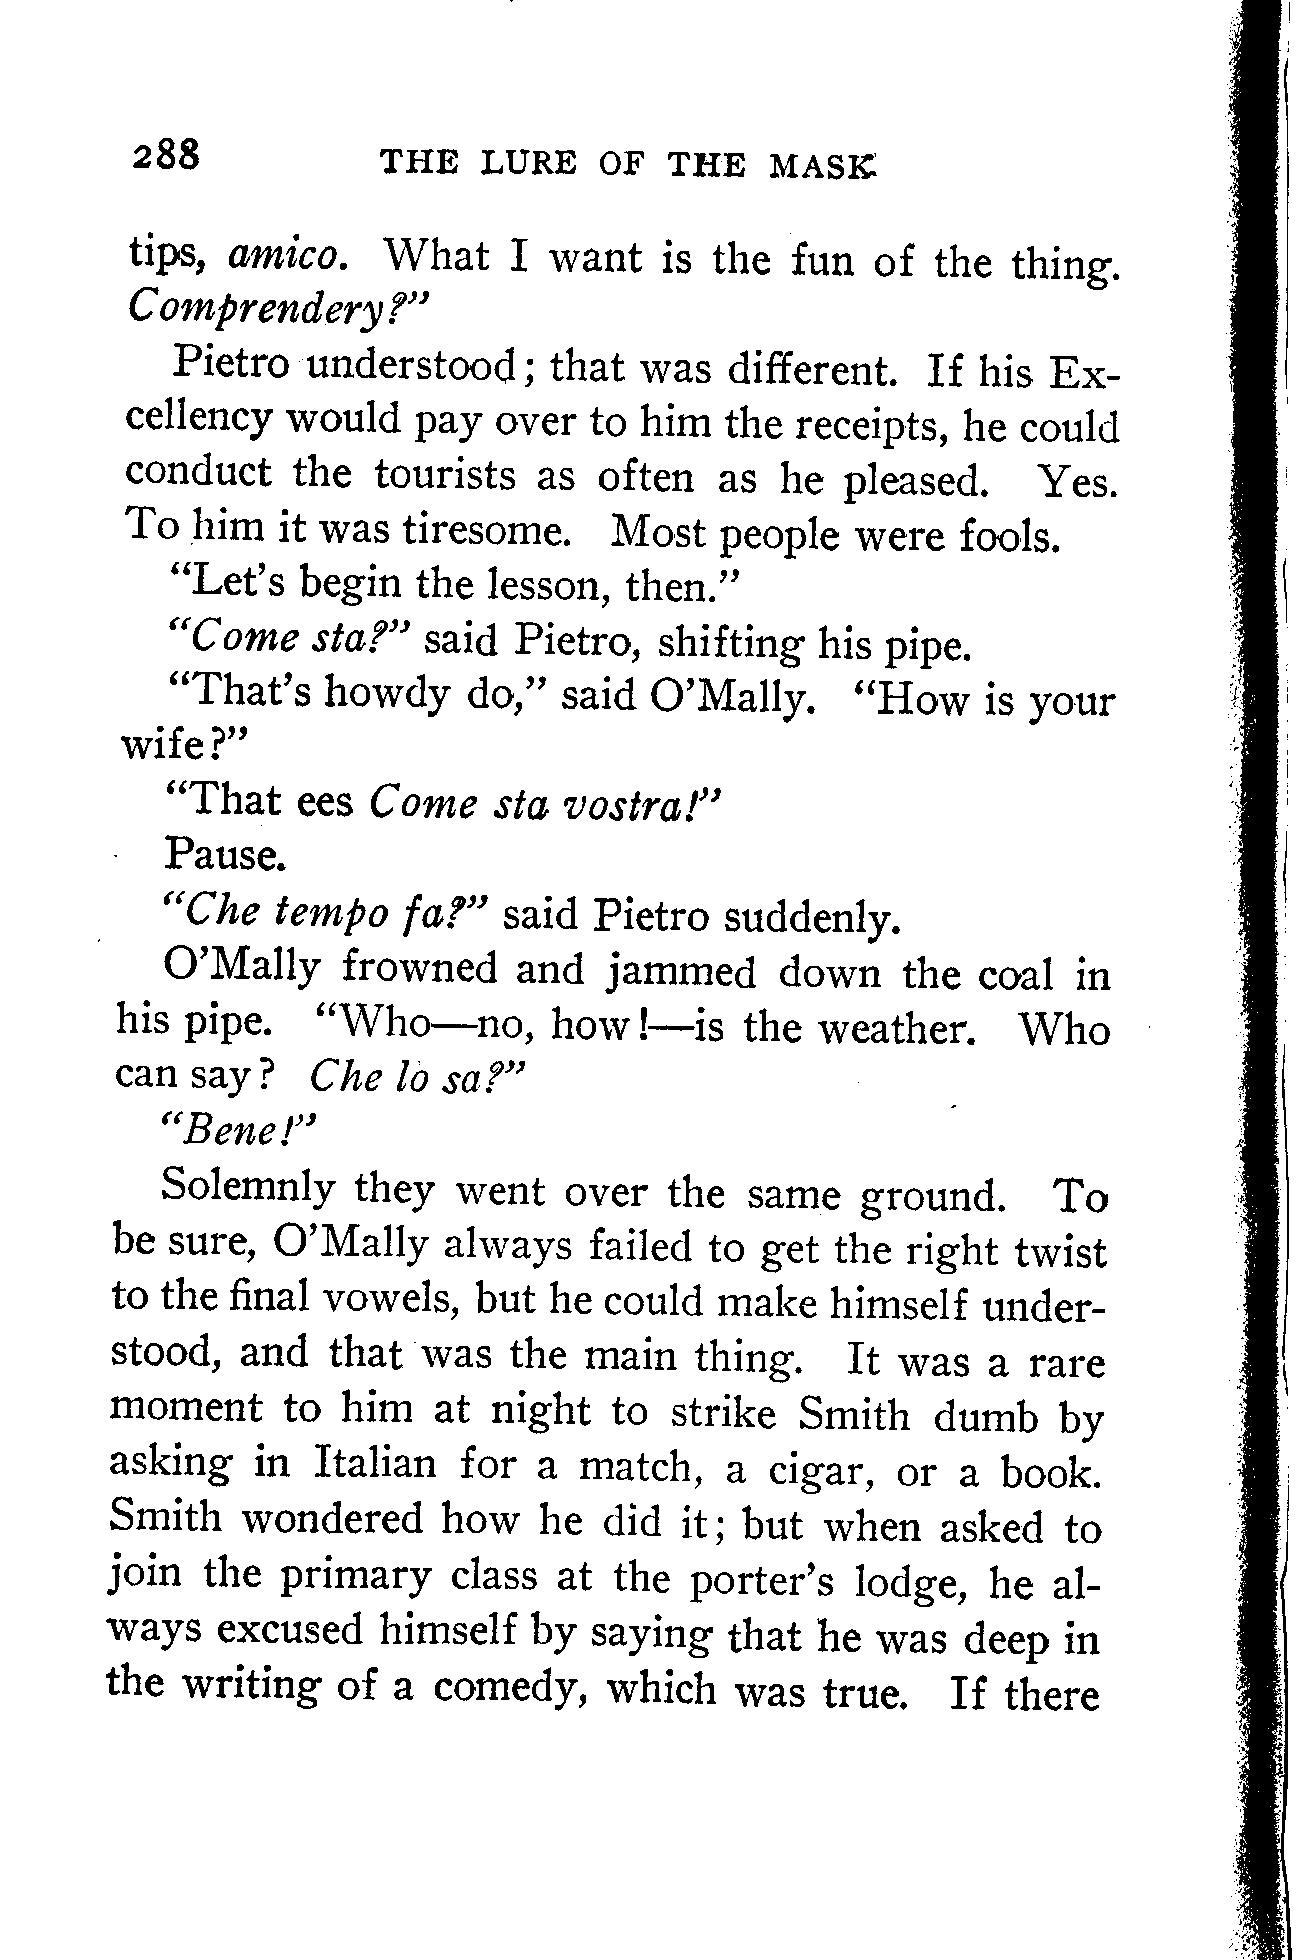 288 THE LURE OF THE MASK
tips, amico. What I want is the fun of the thing.
Comprendery?"
Pietro understood; that was different. If his Ex-
cellency would pay over to him the receipts, he could
conduct the tourists as often as he pleased. Yes.
To him it was tiresome. Most people were fools.
"Let's begin the lesson, then."
"Come sta?" said Pietro, shifting his pipe.
"That's howdy do," said O'Mally. "How is your
wife?"
"That ees Come sta vostra!"
Pause.
"Che tempo fa?" said Pietro suddenly.
O'Mally frowned and jammed down the coal in
his pipe. "Who—no, how!—is the weather. Who
can say? Che lo sa?"
"Bene!"
Solemnly they went over the same ground. To
be sure, O'Mally always failed to get the right twist
to the final vowels, but he could make himself under-
stood, and that was the main thing. It was a rare
moment to him at night to strike Smith dumb by
asking in Italian for a match, a cigar, or a book.
Smith wondered how he did it; but when asked to
join the primary class at the porter's lodge, he al-
ways excused himself by saying that he was deep in
the writing of a comedy, which was true. If there